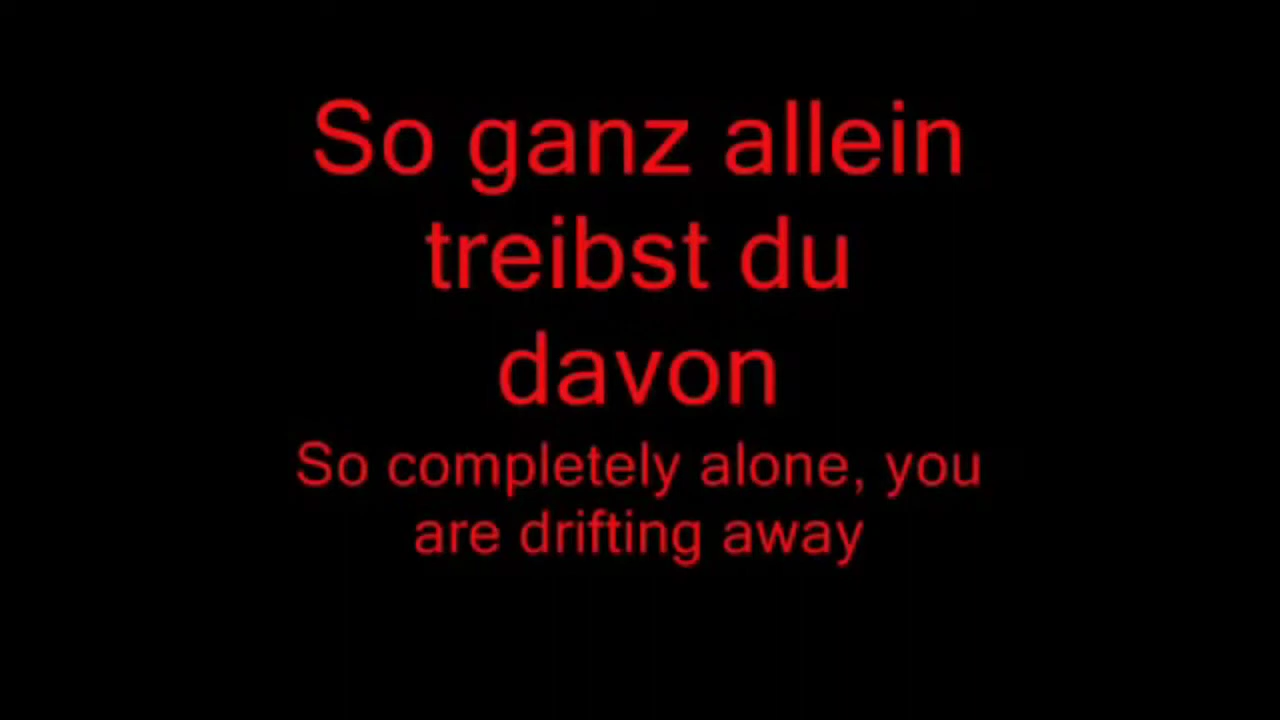 So ganz allein
treibst du
davon
So completely alone, you
are drifting away